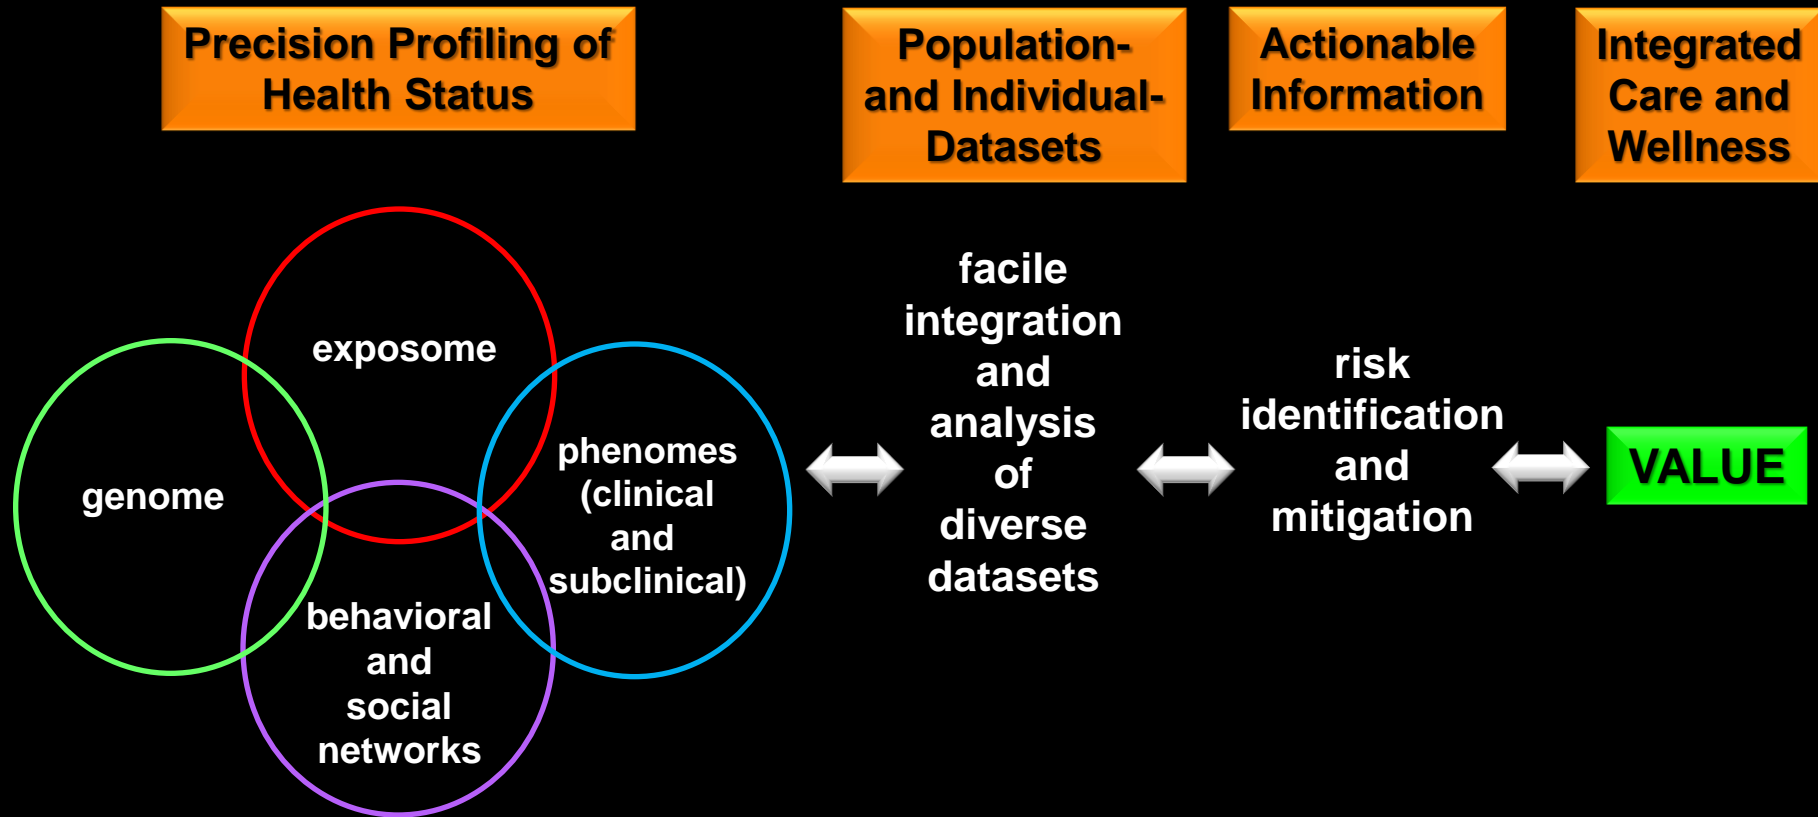 Precision Profiling of
Health Status
Population-
and Individual-
Datasets
Actionable
Information
Integrated
Care and
Wellness
exposome
genome
phenomes
(clinical
and
subclinical)
behavioral
and
social
networks
facile
integration
and
analysis
of
diverse
datasets
risk
identification
and
mitigation
VALUE